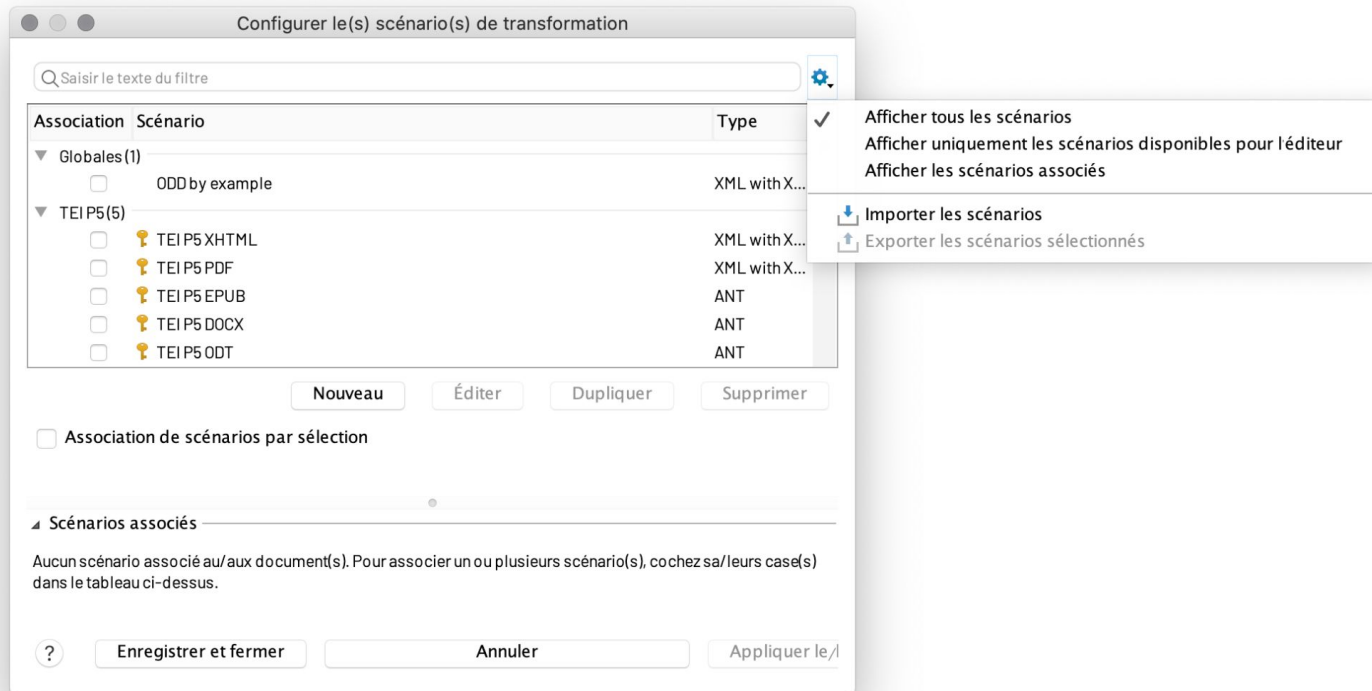 Configurer le(s) scénario(s) de transformation
Saisir le texte du filtre
Association Scénario Type
Globales (1)
ODD by example XML with X...
TEI P5 (5)
TEI P5 XHTML XML with X...
TEI P5 PDF XML with X...
TEI P5 EPUB ANT
TEI P5 DOCX ANT
TEI P5 ODT ANT
Afficher tous les scénarios
Afficher uniquement les scénarios disponibles pour l'éditeur
Afficher les scénarios associés
Importer les scénarios
Exporter les scénarios sélectionnés
Nouveau Éditer Dupliquer Supprimer
Association de scénarios par sélection
Scénarios associés
Aucun scénario associé au/aux document(s). Pour associer un ou plusieurs scénario(s), cochez sa/leurs case(s)
dans le tableau ci-dessus.
? Enregistrer et fermer Annuler Appliquer le/